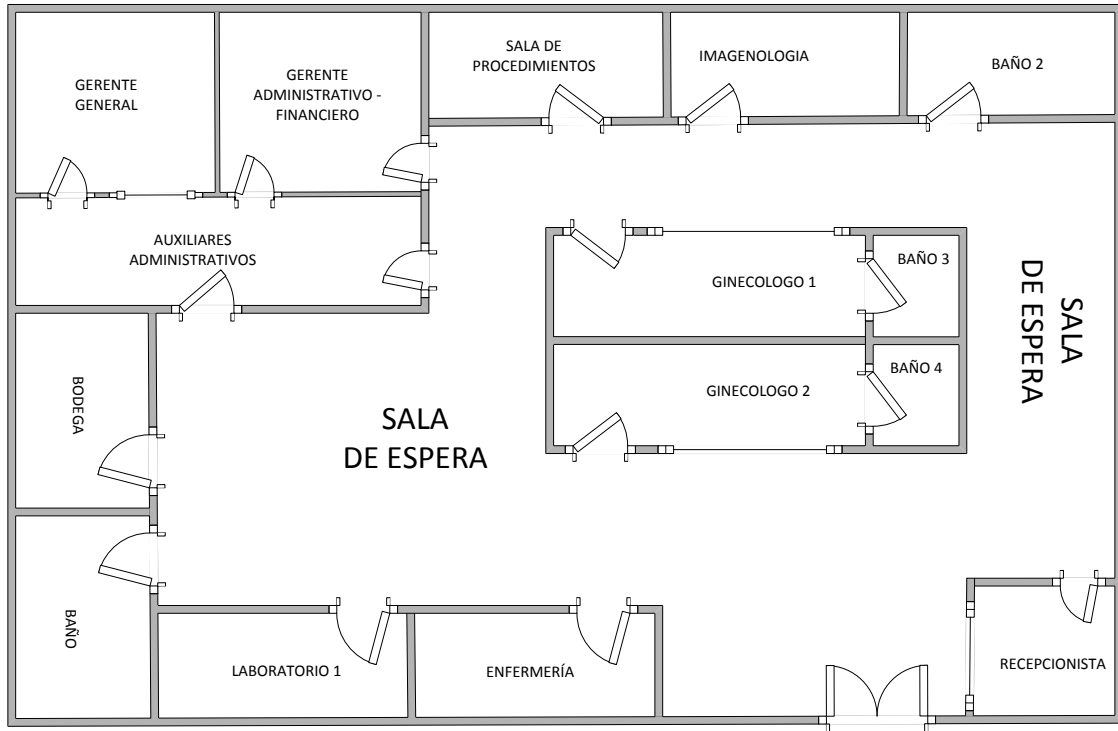 GERENTE
GENERAL
GERENTE
ADMINISTRATIVO -
FINANCIERO
SALA DE
PROCEDIMIENTOS
IMAGENOLOGIA
BAÑO 2
AUXILIARES
ADMINISTRATIVOS
GINECOLOGO 1
BAÑO 3
SALA
DE ESPERA
GINECOLOGO 2
BAÑO 4
BODEGA
SALA
DE ESPERA
BAÑO
LABORATORIO 1
ENFERMERÍA
RECEPCIONISTA